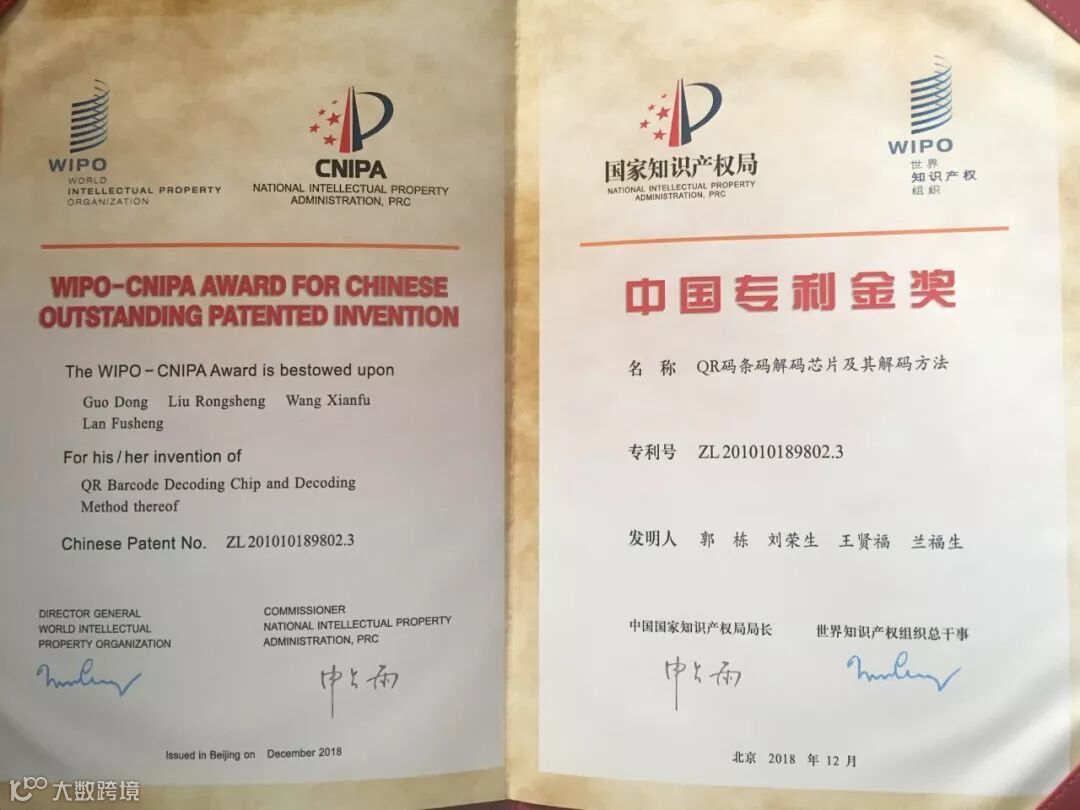 WIPO
WORLD
INTELLECTUAL PROPERTY
ORGANIZATION
CNIPA
NATIONAL INTELLECTUAL PROPERTY
ADMINISTRATION, PRC
WIPO-CNIPA AWARD FOR CHINESE
OUTSTANDING PATENTED INVENTION
The WIPO-CNIPA Award is bestowed upon
Guo Dong Liu Rongsheng Wang Xianfu
Lan Fusheng
For his/her invention of
QR Barcode Decoding Chip and Decoding
Method thereof
Chinese Patent No. ZL201010189802.3
DIRECTOR GENERAL
WORLD INTELLECTUAL
PROPERTY ORGANIZATION
COMMISSIONER
NATIONAL INTELLECTUAL PROPERTY
ADMINISTRATION, PRC
申长雨
Issued in Beijing on December 2018
国家知识产权局
NATIONAL INTELLECTUAL PROPERTY
ADMINISTRATION, PRC
WIPO
世界
知识产权
组织
中国专利金奖
名 称 QR码条码解码芯片及其解码方法
专利号 ZL201010189802.3
发明人 郭 栋 刘荣生 王贤福 兰福生
中国国家知识产权局局长 世界知识产权组织总干事
申长雨
北京 2018 年 12 月
大数跨境